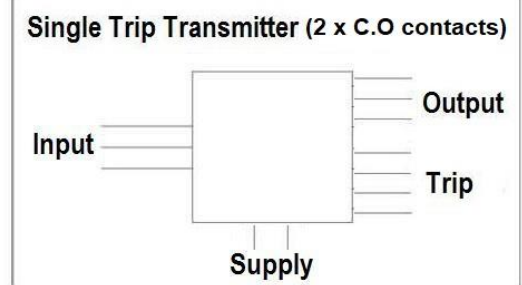 Single Trip Transmitter (2 x C.O contacts)
Output
Input
Trip
Supply